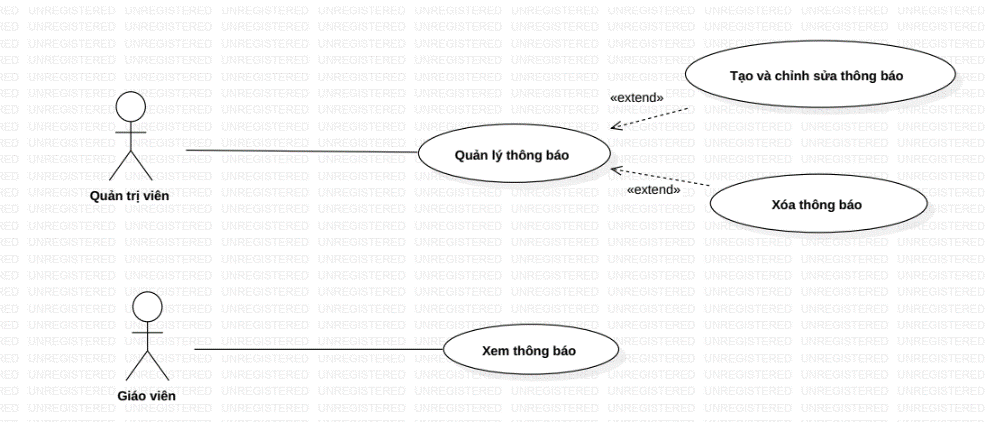 Tạo và chỉnh sửa thông báo
«extend»
Quản lý thông báo
Quản trị viên
«extend»
Xóa thông báo
Xem thông báo
Giáo viên
UNREGISTERED